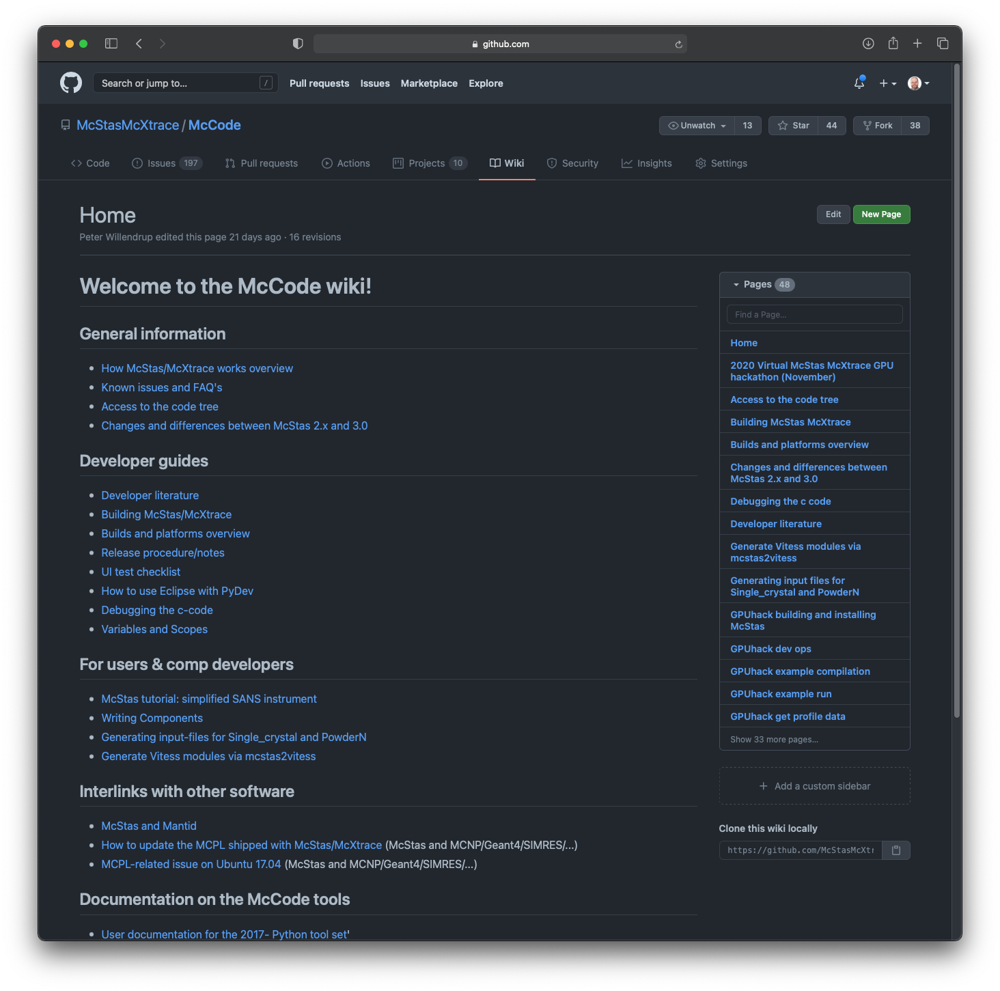 github.com
Search or jump to... /
Pull requests Issues Marketplace Explore
McStasMcXtrace / McCode
Unwatch 13 Star 44 Fork 38
Code Issues 197 Pull requests Actions Projects 10 Wiki Security Insights Settings
Home
Edit New Page
Peter Willendrup edited this page 21 days ago · 16 revisions
Welcome to the McCode wiki!
General information
How McStas/McXtrace works overview
Known issues and FAQ's
Access to the code tree
Changes and differences between McStas 2.x and 3.0
Developer guides
Developer literature
Building McStas/McXtrace
Builds and platforms overview
Release procedure/notes
UI test checklist
How to use Eclipse with PyDev
Debugging the c-code
Variables and Scopes
For users & comp developers
McStas tutorial: simplified SANS instrument
Writing Components
Generating input-files for Single_crystal and PowderN
Generate Vitess modules via mcstas2vitess
Interlinks with other software
McStas and Mantid
How to update the MCPL shipped with McStas/McXtrace (McStas and MCNP/Geant4/SIMRES/...)
MCPL-related issue on Ubuntu 17.04 (McStas and MCNP/Geant4/SIMRES/...)
Documentation on the McCode tools
User documentation for the 2017- Python tool set'
Pages 48
Find a Page...
Home
2020 Virtual McStas McXtrace GPU
hackathon (November)
Access to the code tree
Building McStas McXtrace
Builds and platforms overview
Changes and differences between
McStas 2.x and 3.0
Debugging the c code
Developer literature
Generate Vitess modules via
mcstas2vitess
Generating input files for
Single_crystal and PowderN
GPUhack building and installing
McStas
GPUhack dev ops
GPUhack example compilation
GPUhack example run
GPUhack get profile data
Show 33 more pages...
+ Add a custom sidebar
Clone this wiki locally
https://github.com/McStasMcXtr